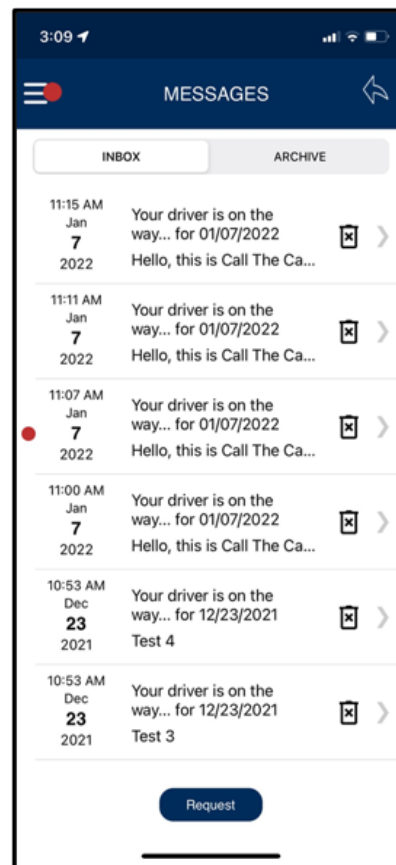 3:09
MESSAGES
INBOX ARCHIVE
11:15 AM
Jan
7
2022
Your driver is on the
way... for 01/07/2022
Hello, this is Call The Ca...
11:11 AM
Jan
7
2022
Your driver is on the
way... for 01/07/2022
Hello, this is Call The Ca...
11:07 AM
Jan
7
2022
Your driver is on the
way... for 01/07/2022
Hello, this is Call The Ca...
11:00 AM
Jan
7
2022
Your driver is on the
way... for 01/07/2022
Hello, this is Call The Ca...
10:53 AM
Dec
23
2021
Your driver is on the
way... for 12/23/2021
Test 4
10:53 AM
Dec
23
2021
Your driver is on the
way... for 12/23/2021
Test 3
Request